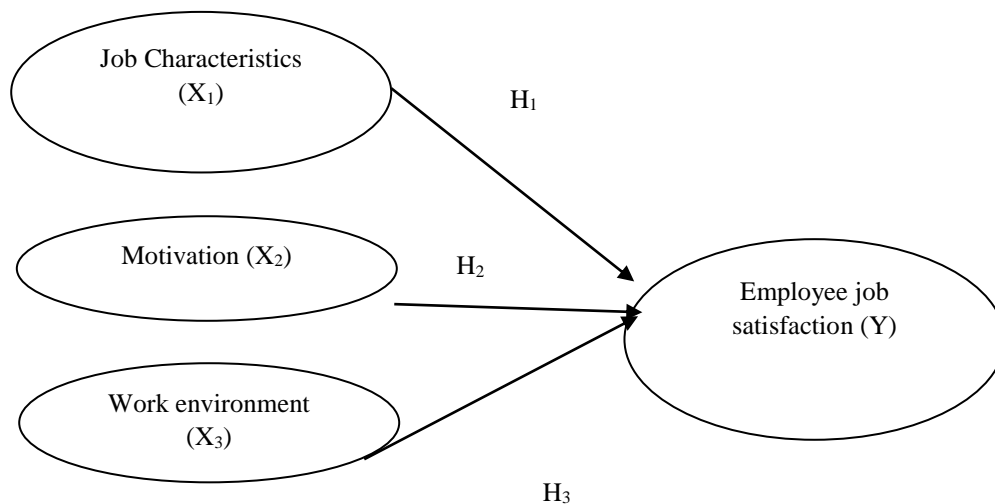 Job Characteristics
(X₁)
H₁
Motivation (X₂)
H₂
Employee job
satisfaction (Y)
Work environment
(X₃)
H₃